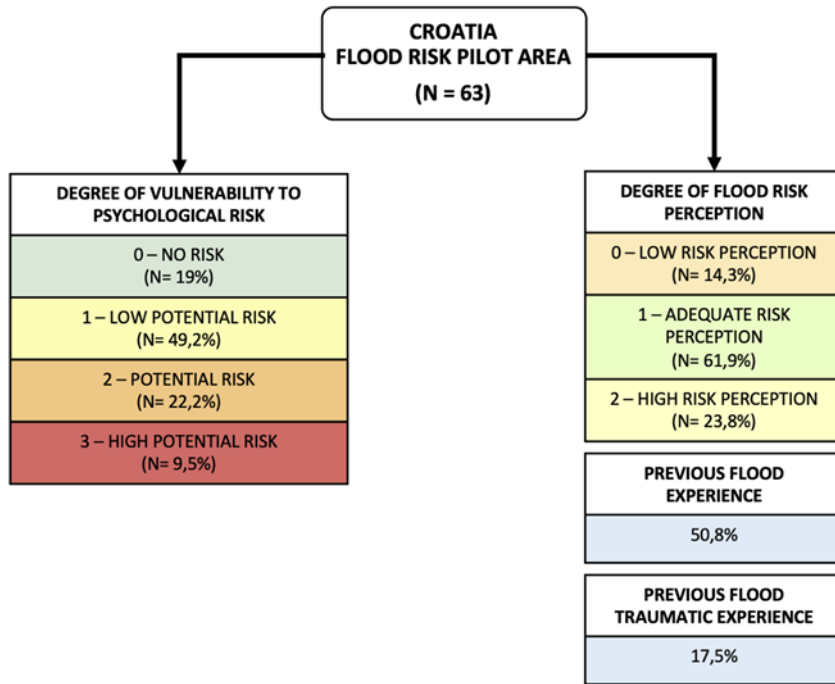 CROATIA
FLOOD RISK PILOT AREA
(N = 63)
DEGREE OF VULNERABILITY TO
PSYCHOLOGICAL RISK
0 – NO RISK
(N= 19%)
1 – LOW POTENTIAL RISK
(N= 49,2%)
2 – POTENTIAL RISK
(N= 22,2%)
3 – HIGH POTENTIAL RISK
(N= 9,5%)
DEGREE OF FLOOD RISK
PERCEPTION
0 – LOW RISK PERCEPTION
(N= 14,3%)
1 – ADEQUATE RISK
PERCEPTION
(N= 61,9%)
2 – HIGH RISK PERCEPTION
(N= 23,8%)
PREVIOUS FLOOD
EXPERIENCE
50,8%
PREVIOUS FLOOD
TRAUMATIC EXPERIENCE
17,5%